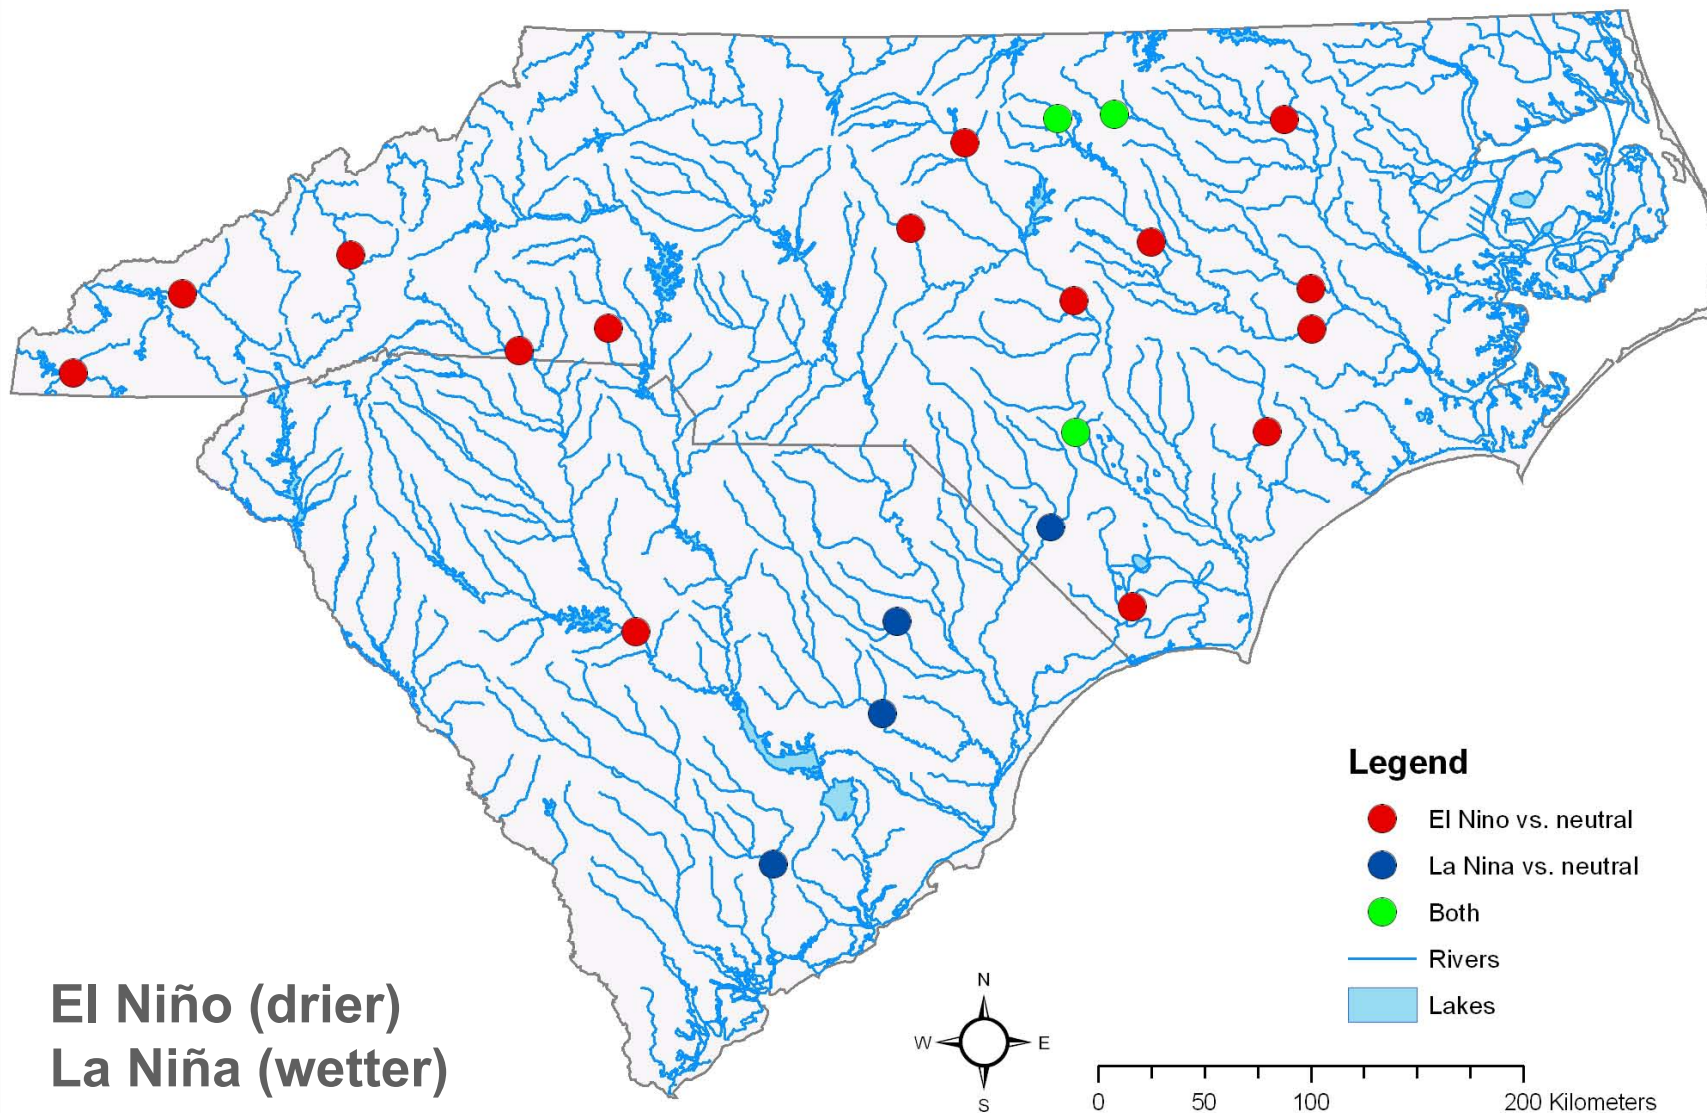 Legend
El Nino vs. neutral
La Nina vs. neutral
Both
Rivers
Lakes
El Niño (drier)
La Niña (wetter)
N
W E
S
0 50 100 200 Kilometers